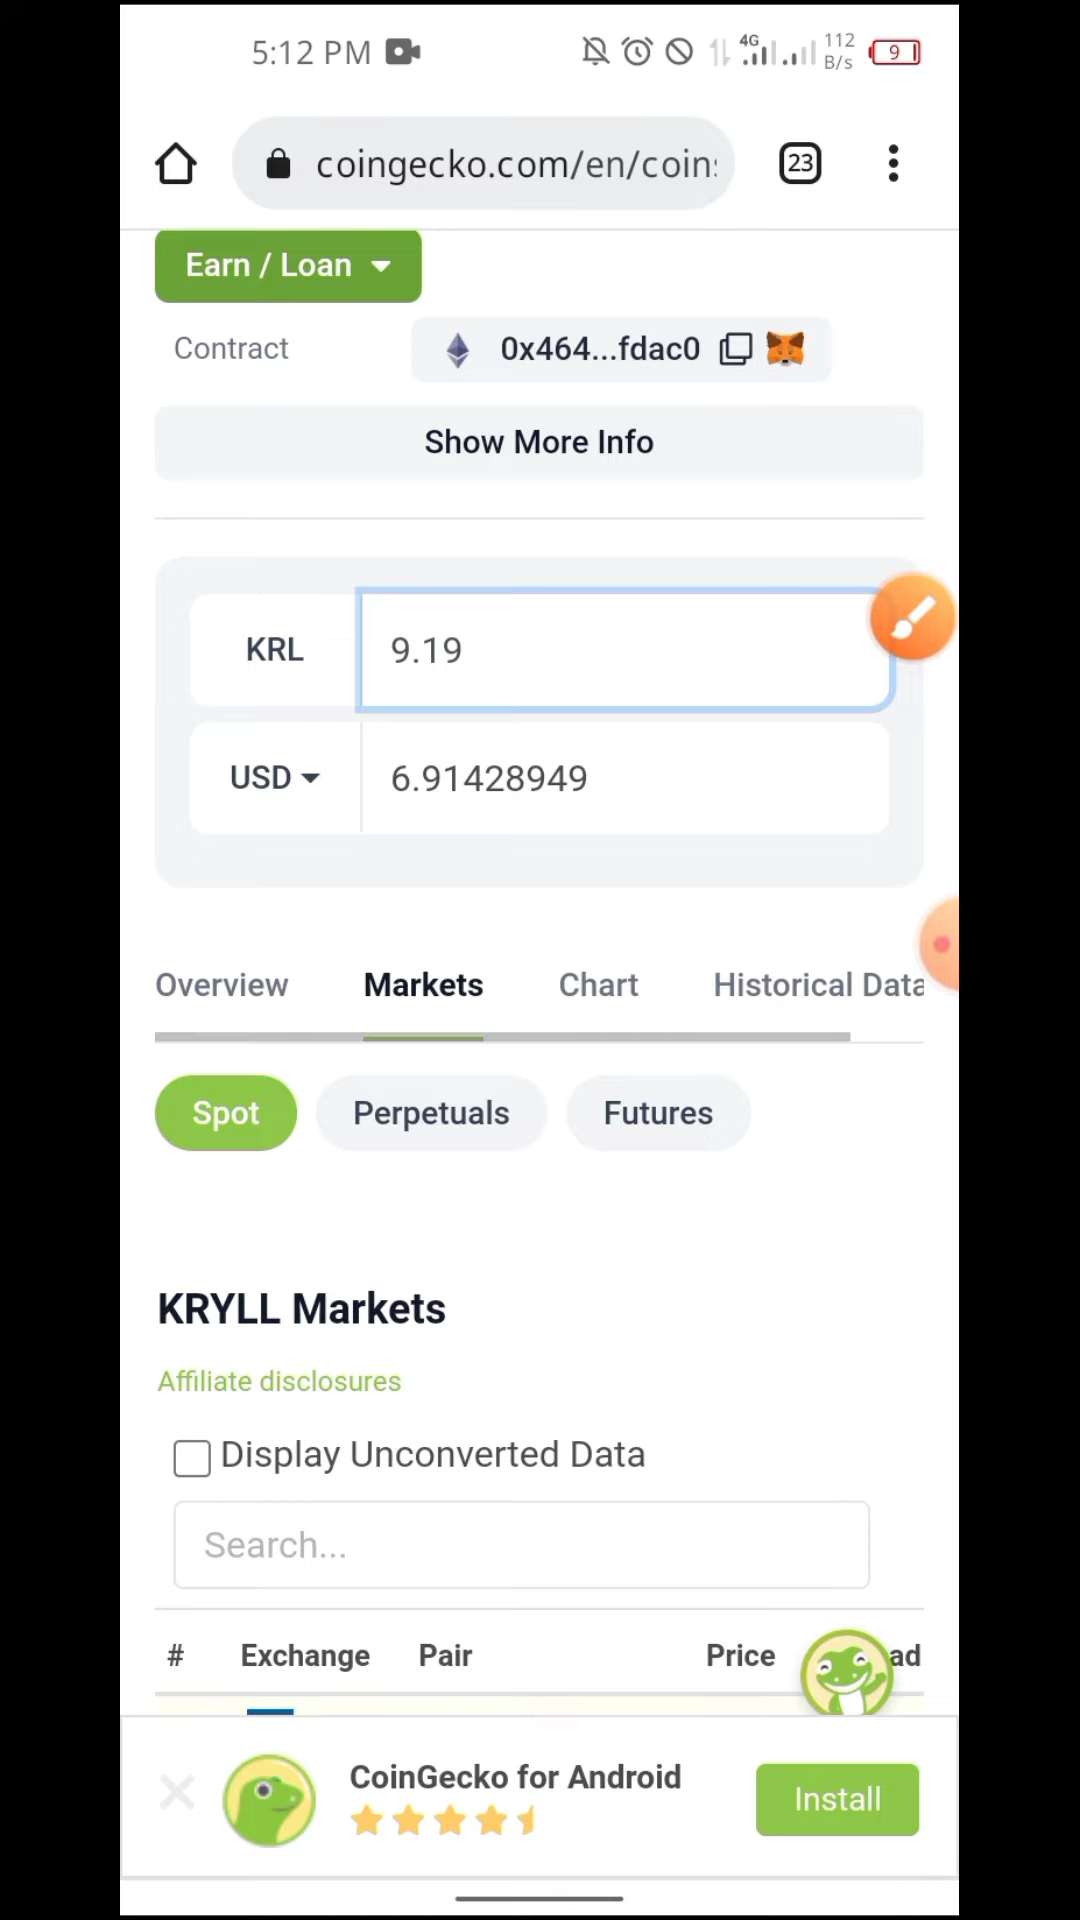 5:12 PM
4G
112
B/s
9
coingecko.com/en/coin
23
Earn / Loan
Contract
0x464...fdac0
Show More Info
KRL
9.19
USD
6.91428949
Overview
Markets
Chart
Historical Data
Spot
Perpetuals
Futures
KRYLL Markets
Affiliate disclosures
Display Unconverted Data
Search...
#
Exchange
Pair
Price
CoinGecko for Android
Install